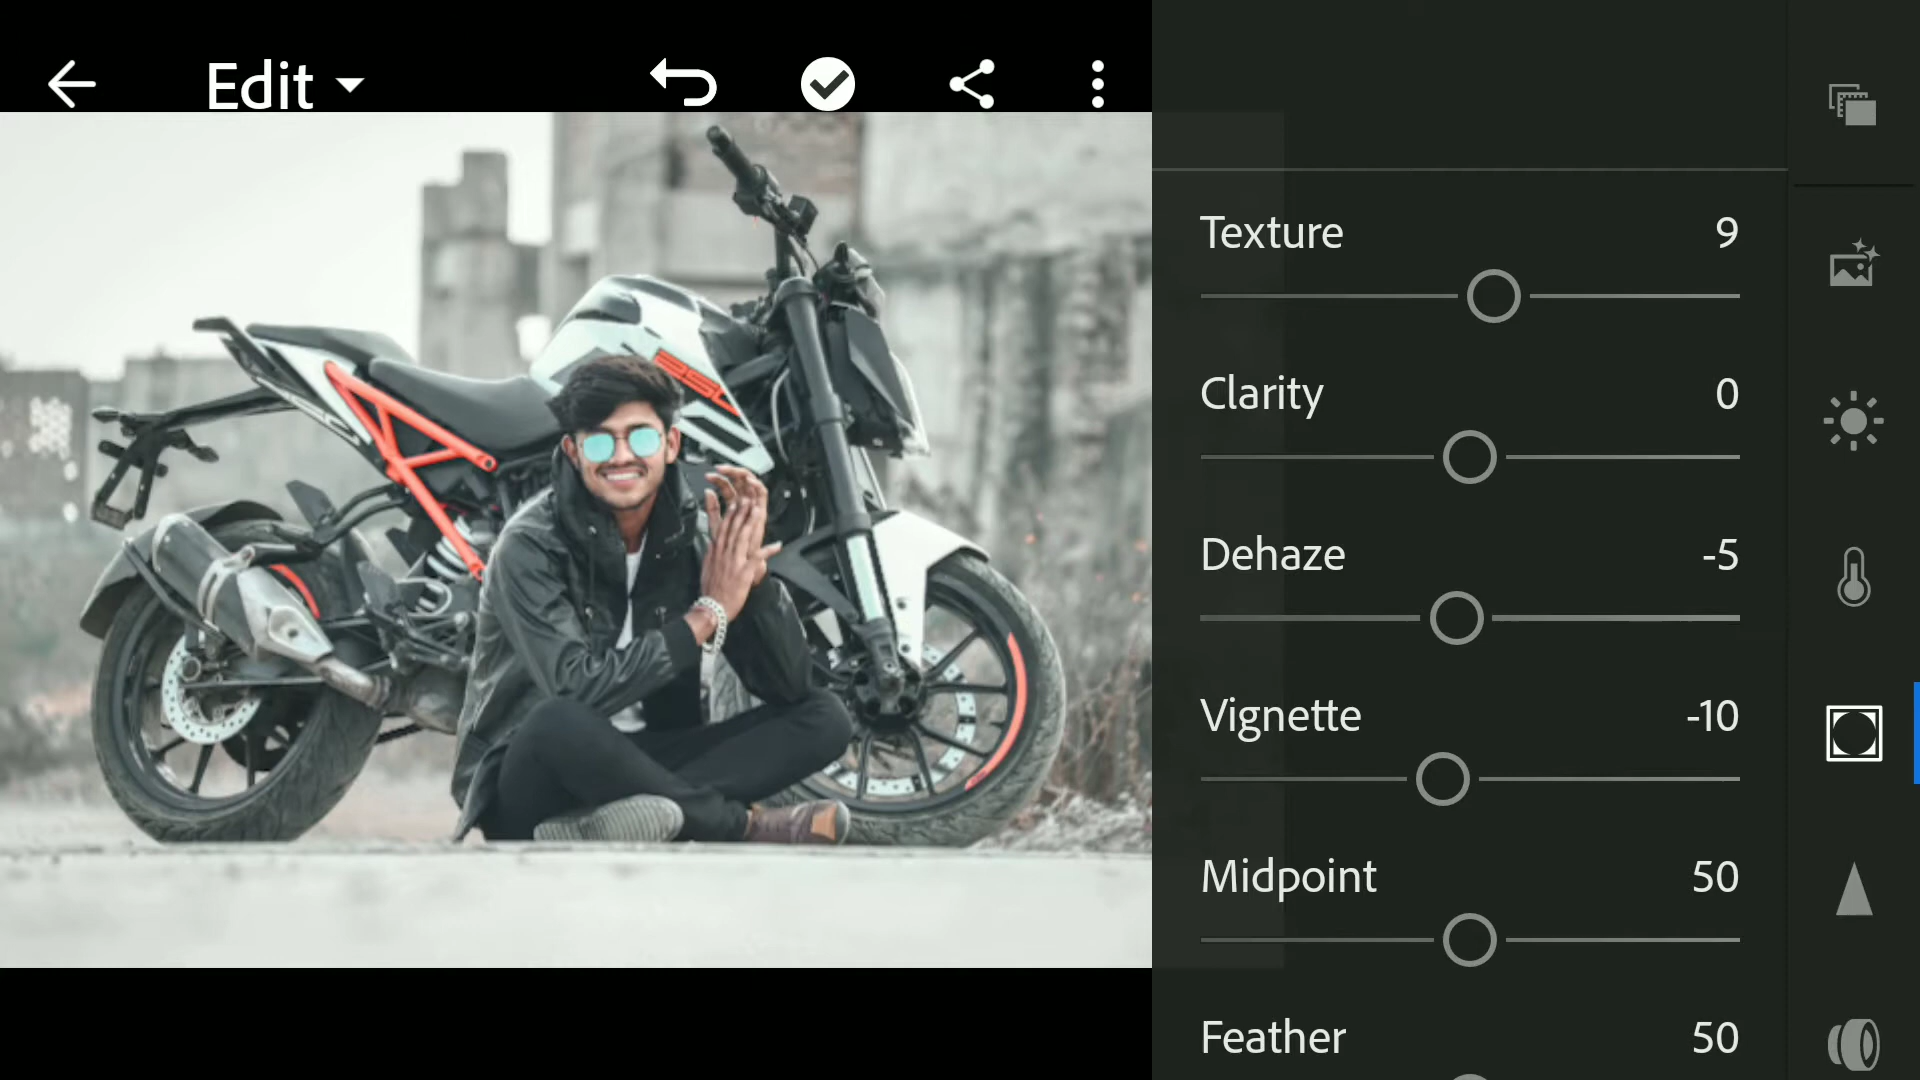 Edit
Texture 9
Clarity 0
Dehaze -5
Vignette -10
Midpoint 50
Feather 50